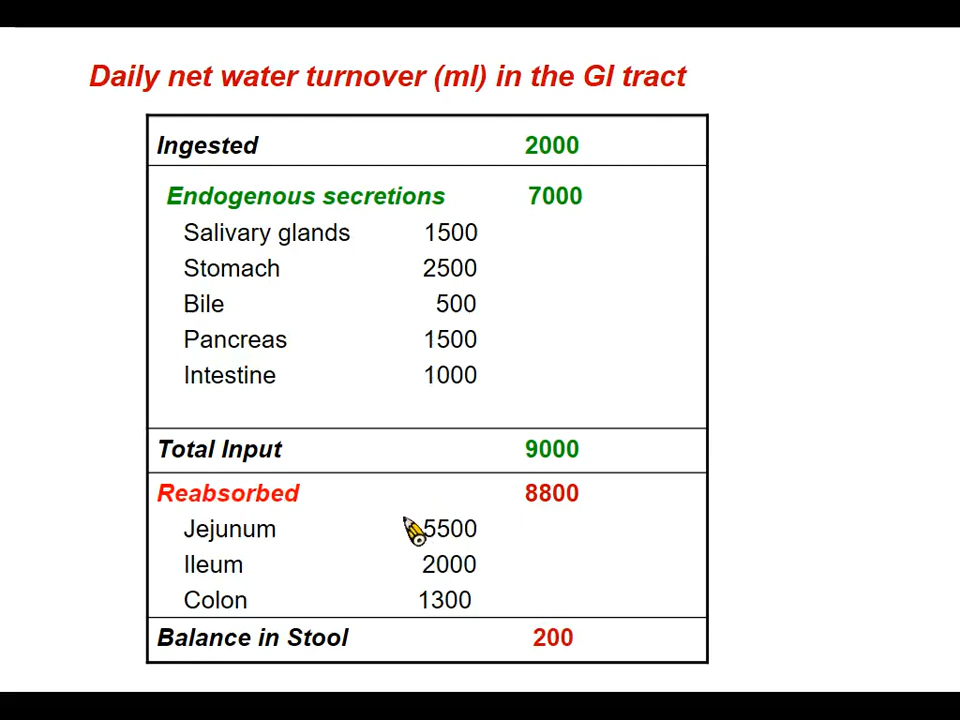 Daily net water turnover (ml) in the GI tract
Ingested 2000
Endogenous secretions 7000
Salivary glands 1500
Stomach 2500
Bile 500
Pancreas 1500
Intestine 1000
Total Input 9000
Reabsorbed 8800
Jejunum 5500
Ileum 2000
Colon 1300
Balance in Stool 200